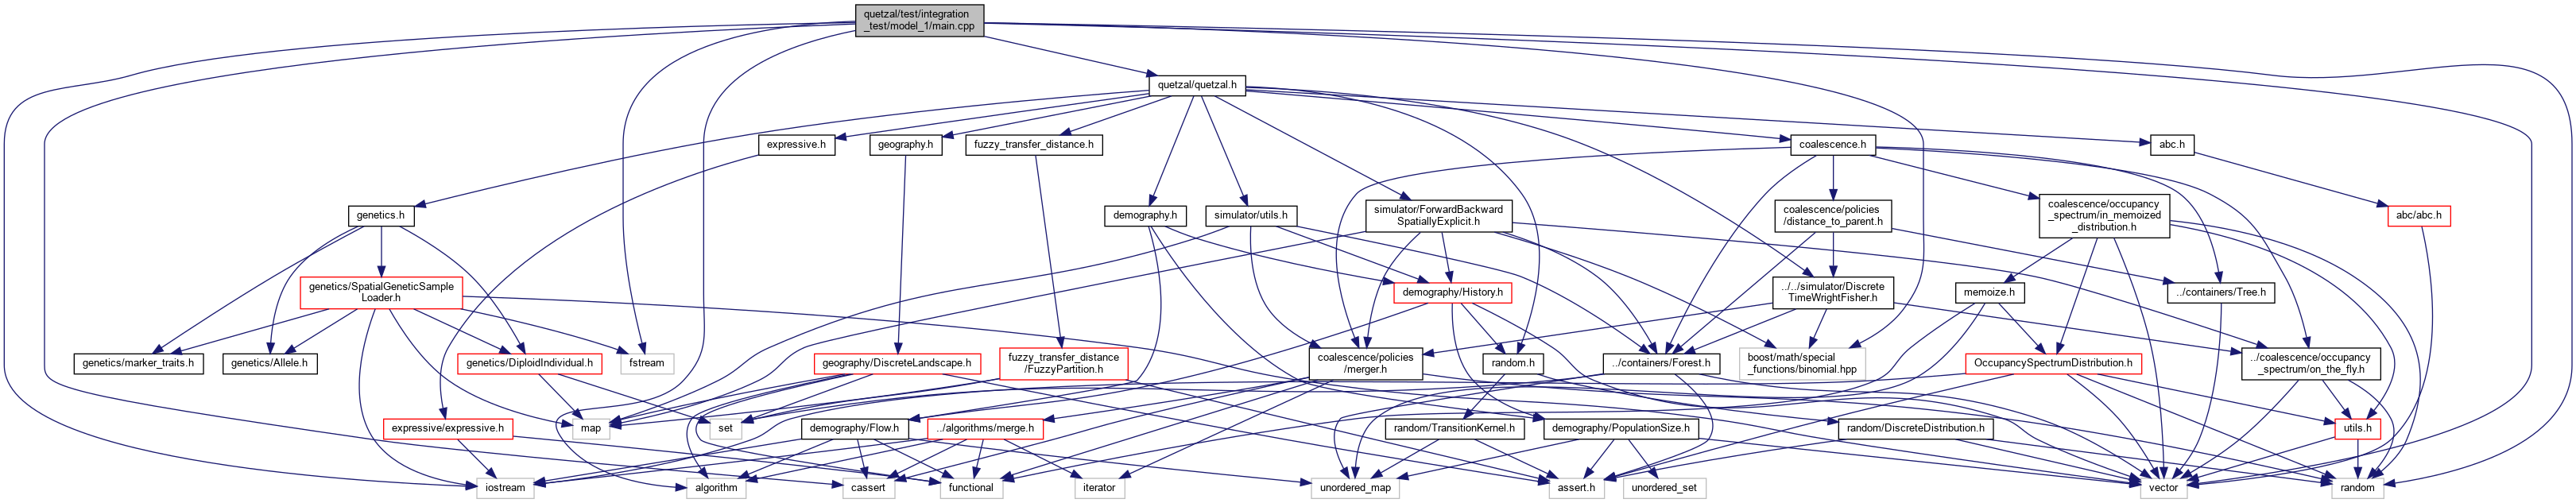 quetzal/test/integration
_test/model_1/main.cpp
quetzal/quetzal.h
expressive.h
geography.h
fuzzy_transfer_distance.h
coalescence.h
abc.h
genetics.h
demography.h
simulator/utils.h
simulator/ForwardBackward
SpatiallyExplicit.h
coalescence/policies
/distance_to_parent.h
coalescence/occupancy
_spectrum/in_memoized
_distribution.h
abc/abc.h
genetics/SpatialGeneticSample
Loader.h
demography/History.h
../../simulator/Discrete
TimeWrightFisher.h
memoize.h
../containers/Tree.h
genetics/marker_traits.h
genetics/Allele.h
genetics/DiploidIndividual.h
fstream
geography/DiscreteLandscape.h
fuzzy_transfer_distance
/FuzzyPartition.h
coalescence/policies
/merger.h
random.h
../containers/Forest.h
boost/math/special
_functions/binomial.hpp
OccupancySpectrumDistribution.h
../coalescence/occupancy
_spectrum/on_the_fly.h
expressive/expressive.h
map
set
demography/Flow.h
../algorithms/merge.h
random/TransitionKernel.h
demography/PopulationSize.h
random/DiscreteDistribution.h
utils.h
iostream
algorithm
cassert
functional
iterator
unordered_map
assert.h
unordered_set
vector
random